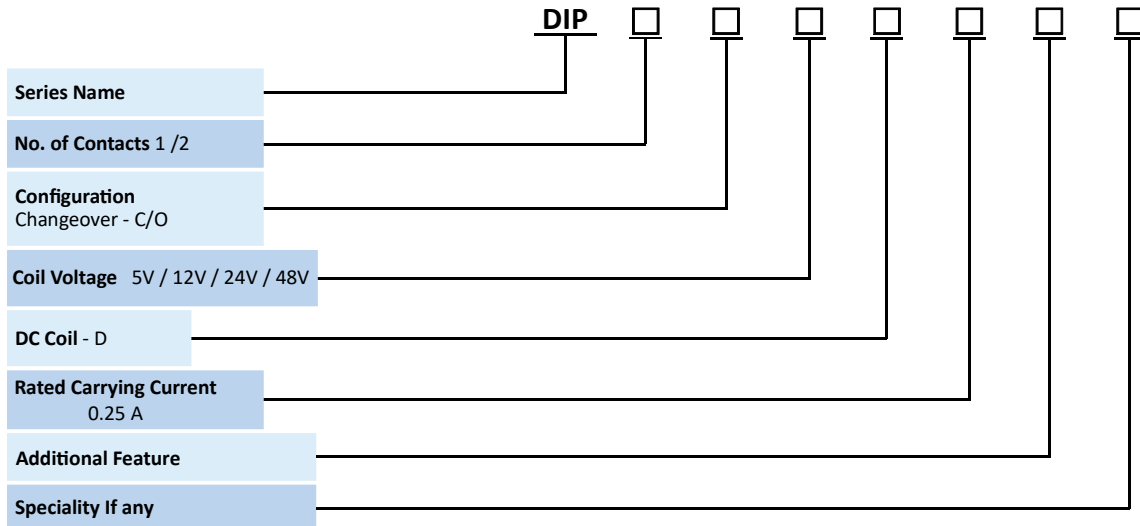 DIP
Series Name
No. of Contacts 1 /2
Configuration
Changeover - C/O
Coil Voltage 5V / 12V / 24V / 48V
DC Coil - D
Rated Carrying Current
0.25 A
Additional Feature
Speciality If any